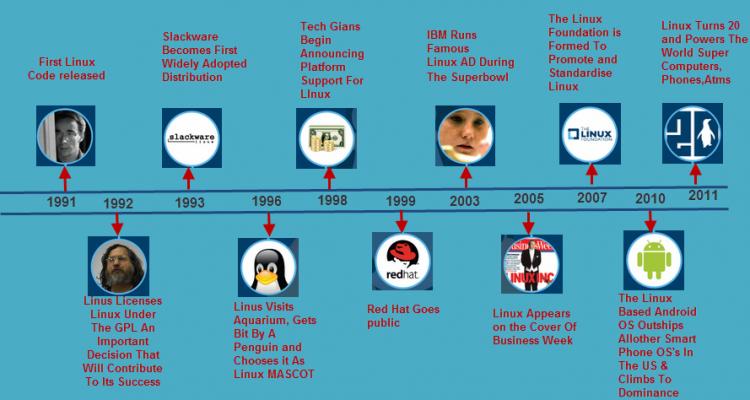 First Linux
Code released
Slackware
Becomes First
Widely Adopted
Distribution
Tech Gians
Begin
Announcing
Platform
Support For
LInux
IBM Runs
Famous
Linux AD During
The Superbowl
The Linux
Foundation is
Formed To
Promote and
Standardise
Linux
Linux Turns 20
and Powers The
World Super
Computers,
Phones,Atms
slackware
linux
THE
LINUX
FOUNDATION
1991
1992
1993
1996
1998
1999
2003
2005
2007
2010
2011
Linus Licenses
Linux Under
The GPL An
Important
Decision That
Will Contribute
To Its Success
Linus Visits
Aquarium, Gets
Bit By A
Penguin and
Chooses it As
Linux MASCOT
redhat.
Red Hat Goes
public
BusinessWeek
LINUX INC
Linux Appears
on the Cover Of
Business Week
The Linux
Based Android
OS Outships
Allother Smart
Phone OS's In
The US &
Climbs To
Dominance